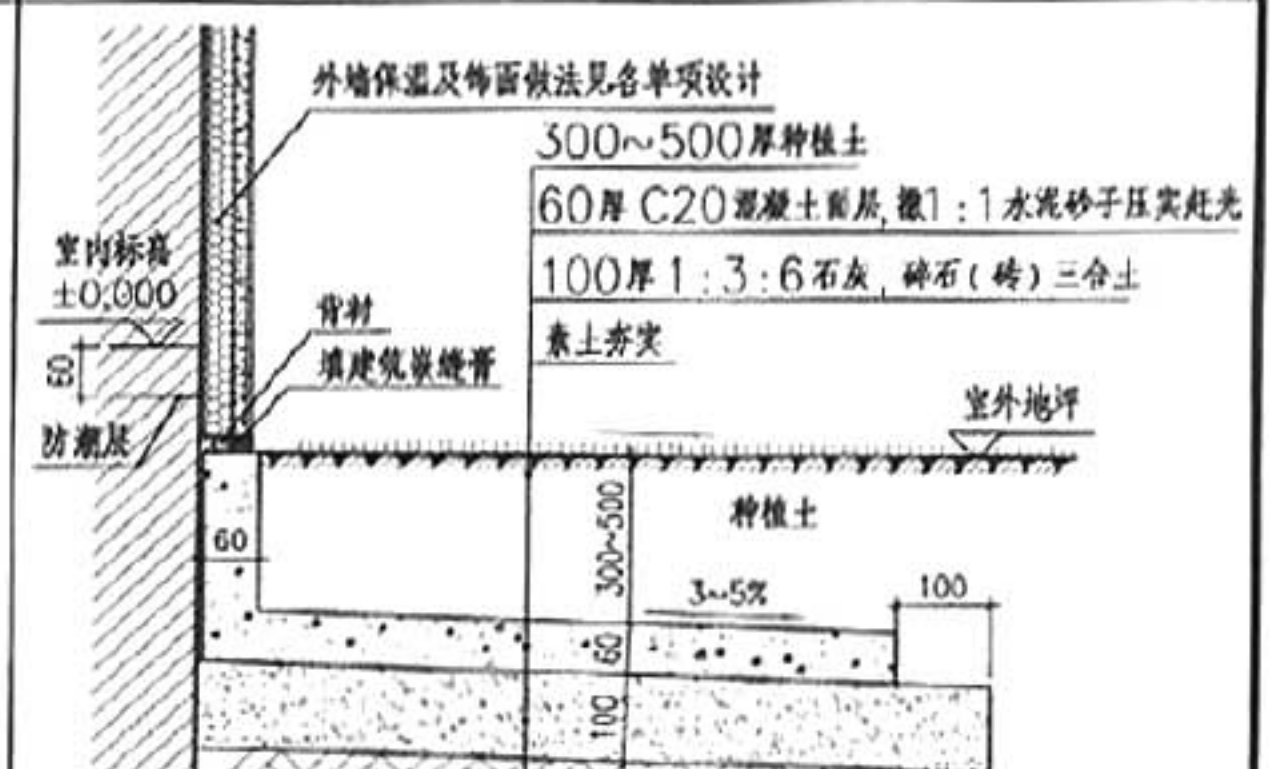 外墙保温及饰面做法见各单项设计
300~500厚种植土
60厚 C20混凝土面层,撒1:1水泥砂子压实赶光
100厚1:3:6石灰,碎石(砖)三合土
素土夯实
室内标高
±0.000
60
防潮层
背衬
填建筑嵌缝膏
室外地坪
60
300~500
种植土
3~5%
100
60
100